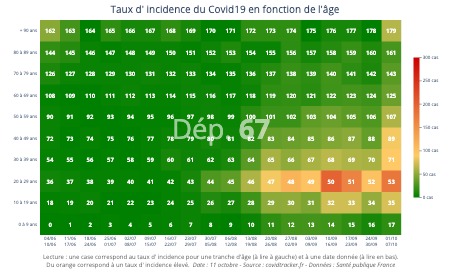 Taux d' incidence du Covid19 en fonction de l'âge
+ 90 ans 162 163 164 165 166 167 168 169 170 171 172 173 174 175 176 177 178 179
80 à 89 ans 144 145 146 147 148 149 150 151 152 153 154 155 156 157 158 159 160 161
70 à 79 ans 126 127 128 129 130 131 132 133 134 135 136 137 138 139 140 141 142 143
60 à 69 ans 108 109 110 111 112 113 114 115 116 117 118 119 120 121 122 123 124 125
50 à 59 ans 90 91 92 93 94 95 96 97 98 99 100 101 102 103 104 105 106 107
Dép. 67
40 à 49 ans 72 73 74 75 76 77 78 79 80 81 82 83 84 85 86 87 88 89
30 à 39 ans 54 55 56 57 58 59 60 61 62 63 64 65 66 67 68 69 70 71
20 à 29 ans 36 37 38 39 40 41 42 43 44 45 46 47 48 49 50 51 52 53
10 à 19 ans 18 19 20 21 22 23 24 25 26 27 28 29 30 31 32 33 34 35
0 à 9 ans 0 1 2 3 4 5 6 7 8 9 10 11 12 13 14 15 16 17
04/06 11/06 18/06 25/06 02/07 09/07 16/07 23/07 30/07 06/08 13/08 20/08 27/08 03/09 10/09 17/09 24/09 01/10
10/06 17/06 24/06 01/07 08/07 15/07 22/07 29/07 05/08 12/08 19/08 26/08 02/09 09/09 16/09 23/09 30/09 07/10
300 cas
250 cas
200 cas
150 cas
100 cas
50 cas
0 cas
Lecture : une case correspond au taux d' incidence pour une tranche d'âge (à lire à gauche) et à une date donnée (à lire en bas).
Du orange correspond à un taux d' incidence élevé. Date : 11 octobre - Source : covidtracker.fr - Données : Santé publique France